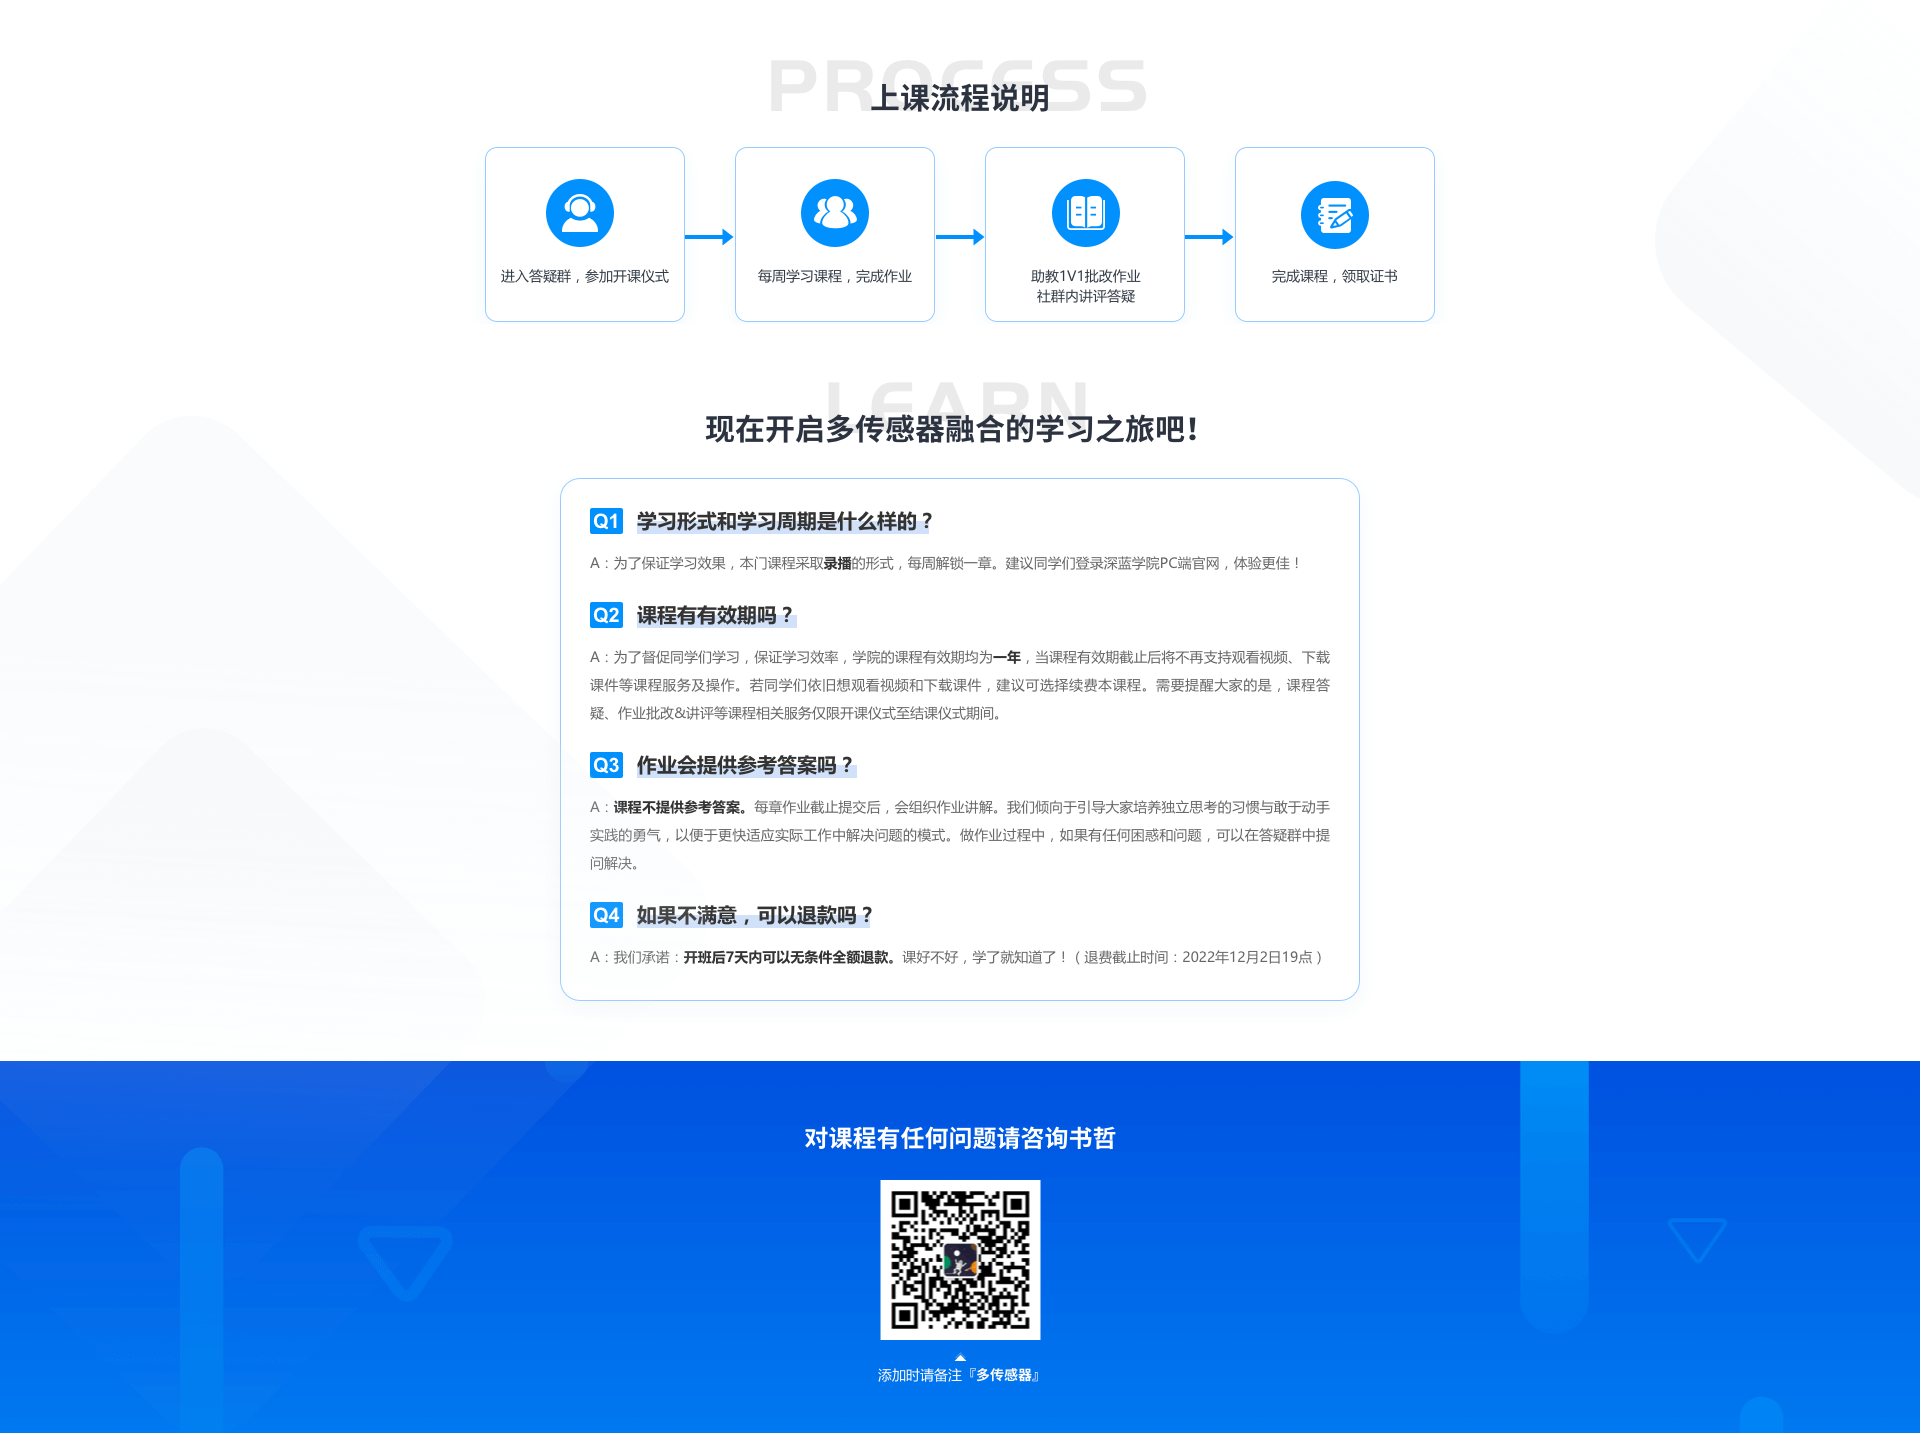 PROCESS
上课流程说明
进入答疑群，参加开课仪式
每周学习课程，完成作业
助教1V1批改作业
社群内讲评答疑
完成课程，领取证书
LEARN
现在开启多传感器融合的学习之旅吧！
Q1 学习形式和学习周期是什么样的？
A：为了保证学习效果，本门课程采取录播的形式，每周解锁一章。建议同学们登录深蓝学院PC端官网，体验更佳！
Q2 课程有有效期吗？
A：为了督促同学们学习，保证学习效率，学院的课程有效期均为一年，当课程有效期截止后将不再支持观看视频、下载
课件等课程服务及操作。若同学们依旧想观看视频和下载课件，建议可选择续费本课程。需要提醒大家的是，课程答
疑、作业批改&讲评等课程相关服务仅限开课仪式至结课仪式期间。
Q3 作业会提供参考答案吗？
A：课程不提供参考答案。每章作业截止提交后，会组织作业讲解。我们倾向于引导大家培养独立思考的习惯与敢于动手
实践的勇气，以便于更快适应实际工作中解决问题的模式。做作业过程中，如果有任何困惑和问题，可以在答疑群中提
问解决。
Q4 如果不满意，可以退款吗？
A：我们承诺：开班后7天内可以无条件全额退款。课好不好，学了就知道了！（退费截止时间：2022年12月2日19点）
对课程有任何问题请咨询书哲
添加时请备注『多传感器』